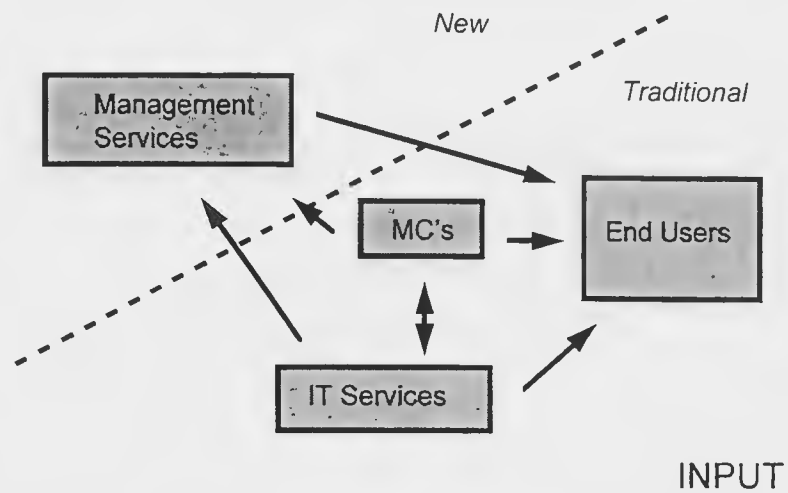 New
Traditional
Management
Services
MC's
End Users
IT Services
INPUT